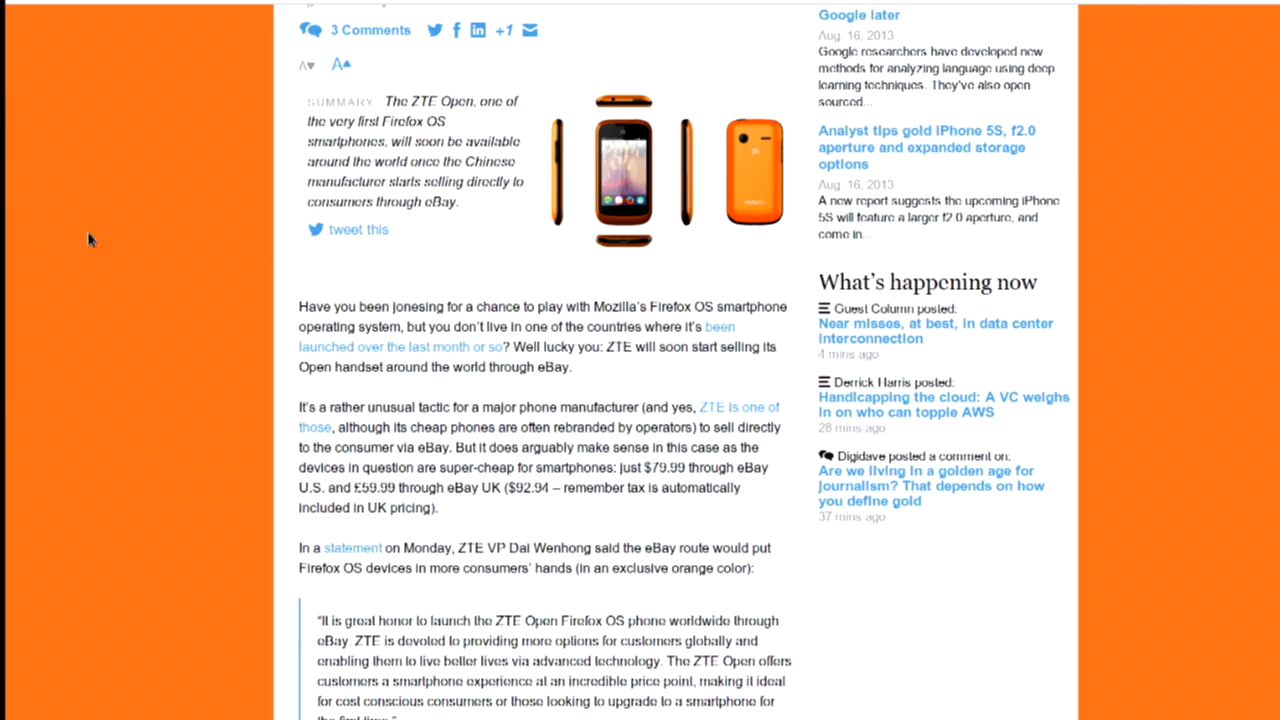 3 Comments
+1
A▾ A▴
SUMMARY The ZTE Open, one of
the very first Firefox OS
smartphones, will soon be available
around the world once the Chinese
manufacturer starts selling directly to
consumers through eBay.
tweet this
Have you been jonesing for a chance to play with Mozilla's Firefox OS smartphone
operating system, but you don't live in one of the countries where it's been
launched over the last month or so? Well lucky you: ZTE will soon start selling its
Open handset around the world through eBay.
It's a rather unusual tactic for a major phone manufacturer (and yes, ZTE is one of
those, although its cheap phones are often rebranded by operators) to sell directly
to the consumer via eBay. But it does arguably make sense in this case as the
devices in question are super-cheap for smartphones: just $79.99 through eBay
U.S. and £59.99 through eBay UK ($92.94 – remember tax is automatically
included in UK pricing).
In a statement on Monday, ZTE VP Dai Wenhong said the eBay route would put
Firefox OS devices in more consumers' hands (in an exclusive orange color):
"It is great honor to launch the ZTE Open Firefox OS phone worldwide through
eBay. ZTE is devoted to providing more options for customers globally and
enabling them to live better lives via advanced technology. The ZTE Open offers
customers a smartphone experience at an incredible price point, making it ideal
for cost conscious consumers or those looking to upgrade to a smartphone for
the first time."
Google later
Aug. 16, 2013
Google researchers have developed new
methods for analyzing language using deep
learning techniques. They've also open
sourced...
Analyst tips gold iPhone 5S, f2.0
aperture and expanded storage
options
Aug. 16, 2013
A new report suggests the upcoming iPhone
5S will feature a larger f2.0 aperture, and
come in...
What's happening now
Guest Column posted:
Near misses, at best, in data center
interconnection
4 mins ago
Derrick Harris posted:
Handicapping the cloud: A VC weighs
in on who can topple AWS
28 mins ago
Digidave posted a comment on:
Are we living in a golden age for
journalism? That depends on how
you define gold
37 mins ago